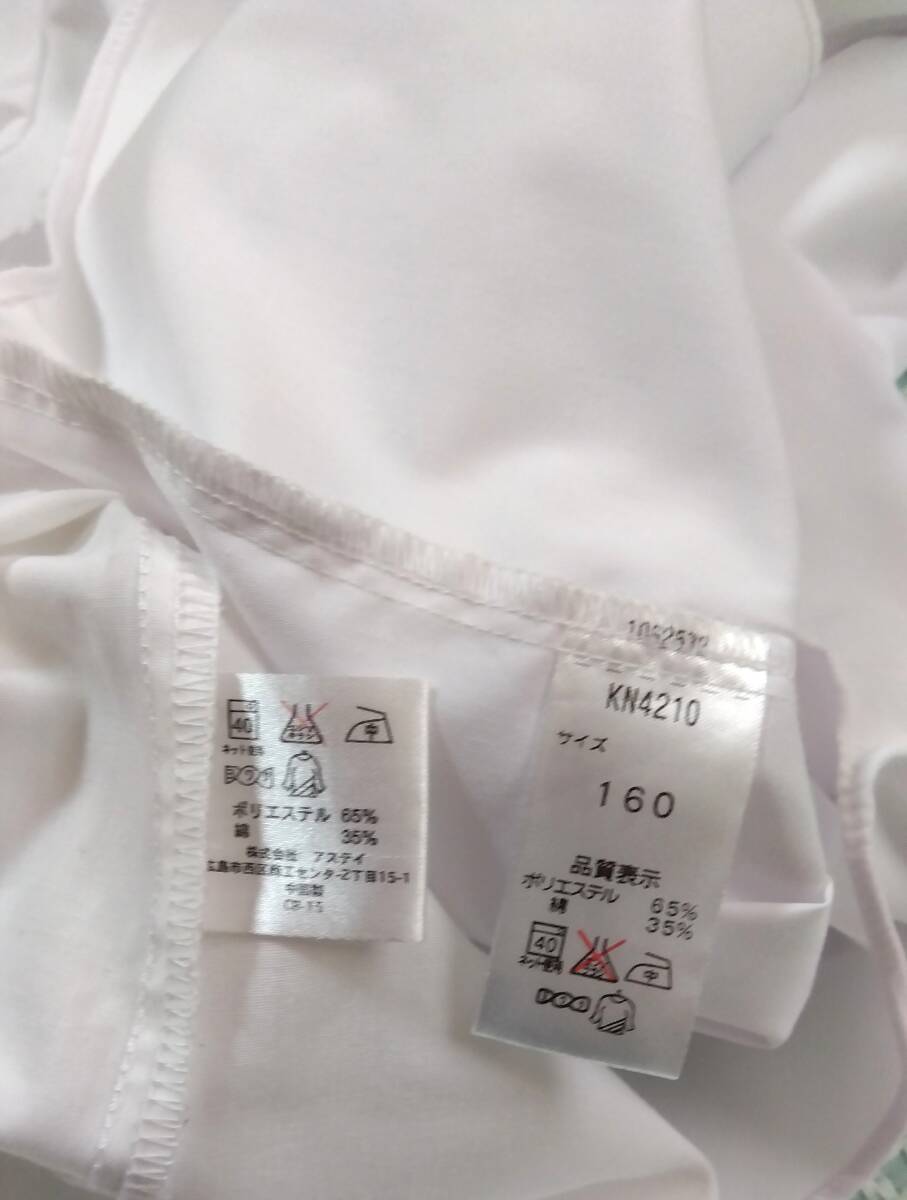 40
ネット使用
中
ポリエステル 65%
綿 35%
株式会社 アステイ
広島市西区商工センター2丁目15-1
中国製
KN4210
サイズ
160
品質表示
ポリエステル 65%
綿 35%
40
ネット使用
中